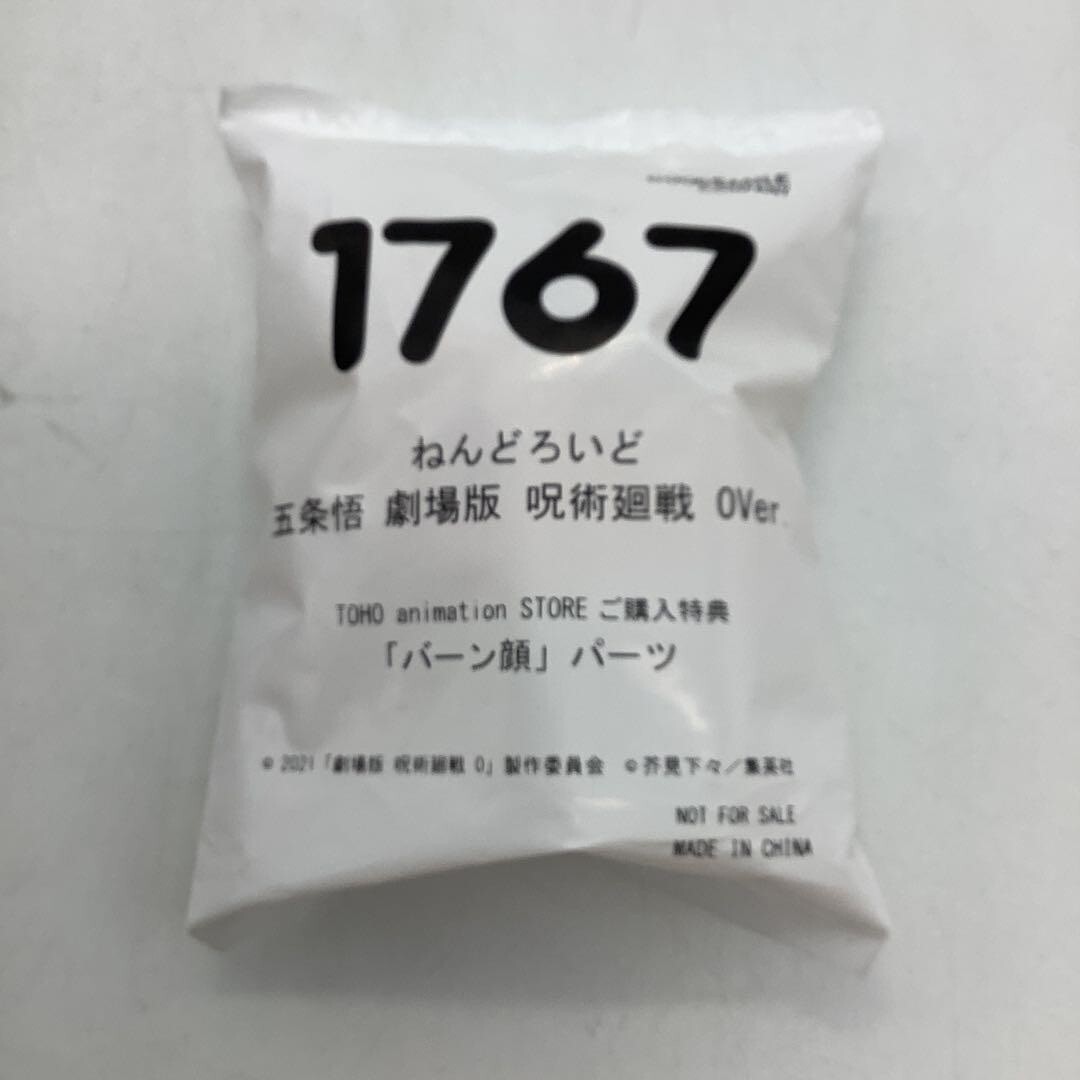 1767
ねんどろいど
五条悟 劇場版 呪術廻戦 0Ver.
TOHO animation STORE ご購入特典
「バーン顔」パーツ
© 2021「劇場版 呪術廻戦 0」製作委員会 ©芥見下々／集英社
NOT FOR SALE
MADE IN CHINA